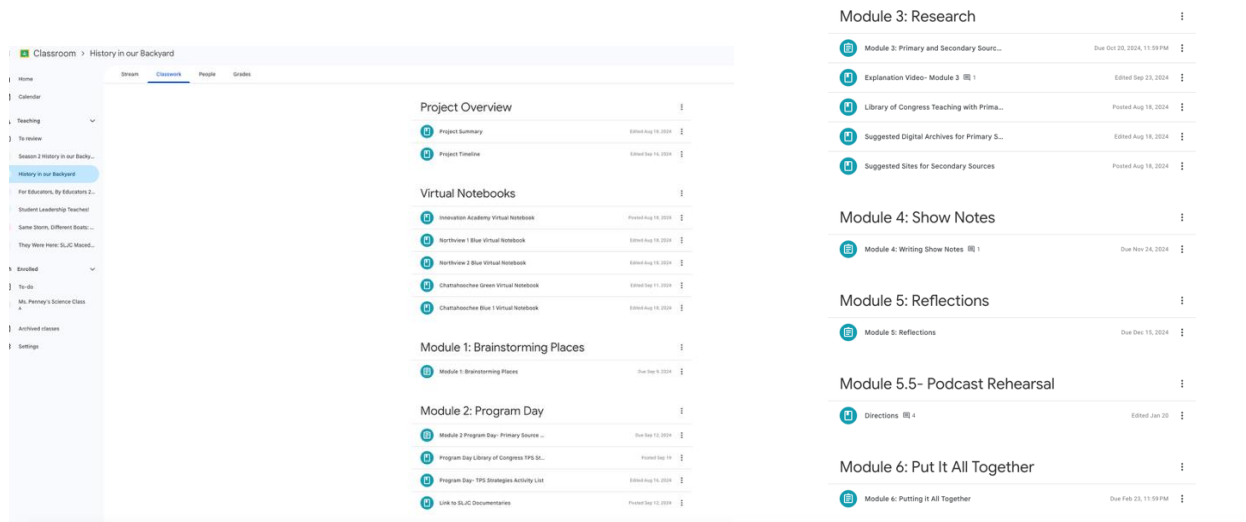 Classroom > History in our Backyard
Home
Calendar
Teaching
To review
Season 2 History in our Backy...
History in our Backyard
For Educators, By Educators 2...
Student Leadership Teaches!
Same Storm, Different Boats: ...
They Were Here: SLJC Maced...
Enrolled
To-do
Ms. Penney's Science Class
Archived classes
Settings
Stream Classwork People Grades
Project Overview
Project Summary Edited Aug 19, 2024
Project Timeline Edited Sep 16, 2024
Virtual Notebooks
Innovation Academy Virtual Notebook Posted Aug 19, 2024
Northview 1 Blue Virtual Notebook Edited Aug 19, 2024
Northview 2 Blue Virtual Notebook Edited Aug 19, 2024
Chattahoochee Green Virtual Notebook Edited Sep 11, 2024
Chattahoochee Blue 1 Virtual Notebook Edited Aug 19, 2024
Module 1: Brainstorming Places
Module 1: Brainstorming Places Due Sep 9, 2024
Module 2: Program Day
Module 2 Program Day- Primary Source ... Due Sep 12, 2024
Program Day Library of Congress TPS St... Posted Sep 19
Program Day- TPS Strategies Activity List Edited Aug 16, 2024
Link to SLJC Documentaries Posted Sep 12, 2024
Module 3: Research
Module 3: Primary and Secondary Sourc... Due Oct 20, 2024, 11:59 PM
Explanation Video- Module 3 1 Edited Sep 23, 2024
Library of Congress Teaching with Prima... Posted Aug 18, 2024
Suggested Digital Archives for Primary S... Edited Aug 18, 2024
Suggested Sites for Secondary Sources Posted Aug 18, 2024
Module 4: Show Notes
Module 4: Writing Show Notes 1 Due Nov 24, 2024
Module 5: Reflections
Module 5: Reflections Due Dec 15, 2024
Module 5.5- Podcast Rehearsal
Directions 4 Edited Jan 20
Module 6: Put It All Together
Module 6: Putting it All Together Due Feb 23, 11:59 PM